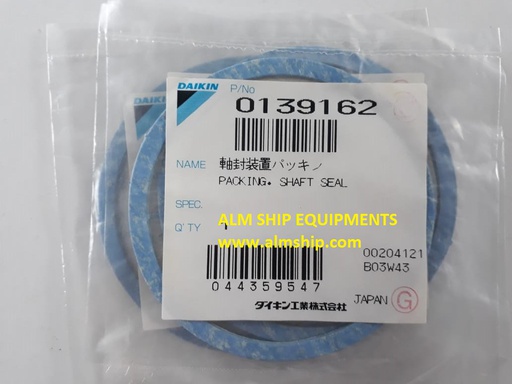 DAIKIN
P/No
0139162
NAME 軸封装置パッキン
PACKING. SHAFT SEAL
SPEC.
ALM SHIP EQUIPMENTS
Q'TY 1
www.almship.com
00204121
B03W43
044359547
ダイキン工業株式会社
JAPAN G
DAIKIN